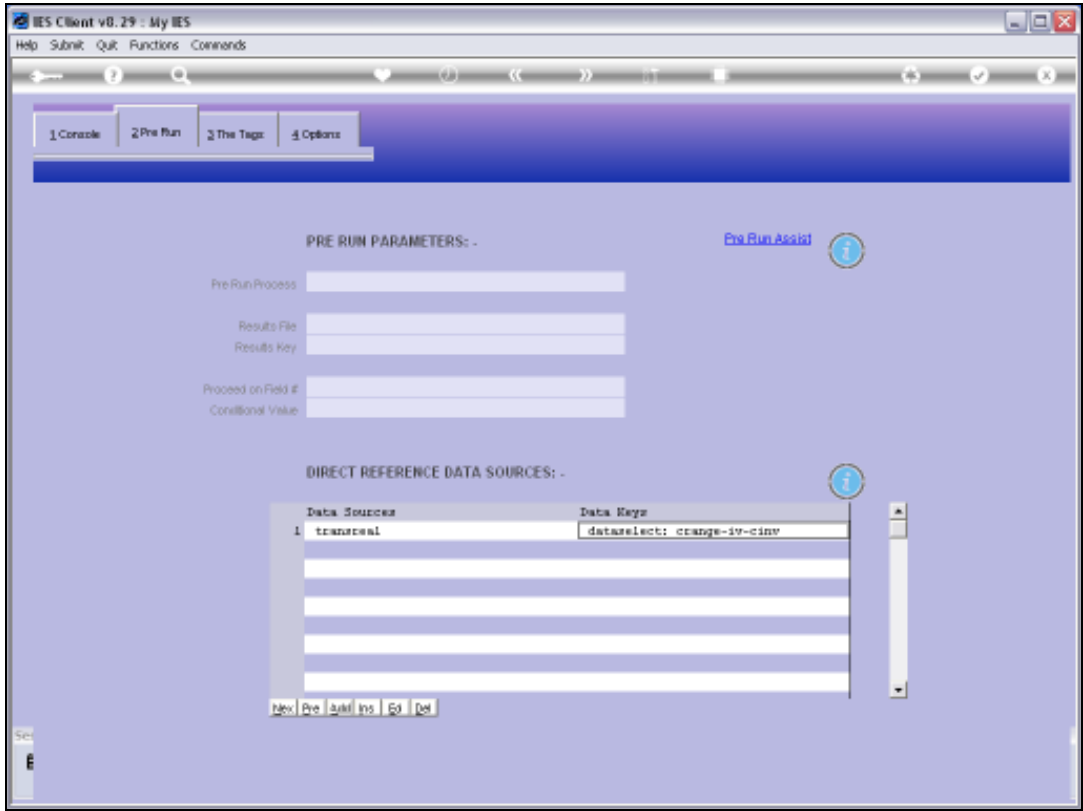 IES Client v8.29 : My IES
Help Submit Quit Functions Commands
1 Console 2 Pre Run 3 The Tags 4 Options
PRE RUN PARAMETERS: -
Pre Run Assist
Pre Run Process
Results File
Results Key
Proceed on Field #
Conditional Value
DIRECT REFERENCE DATA SOURCES: -
Data Sources Data Keys
1 transreal dataselect: crange-iv-cinv
Nex Pre Add Ins Ed Del